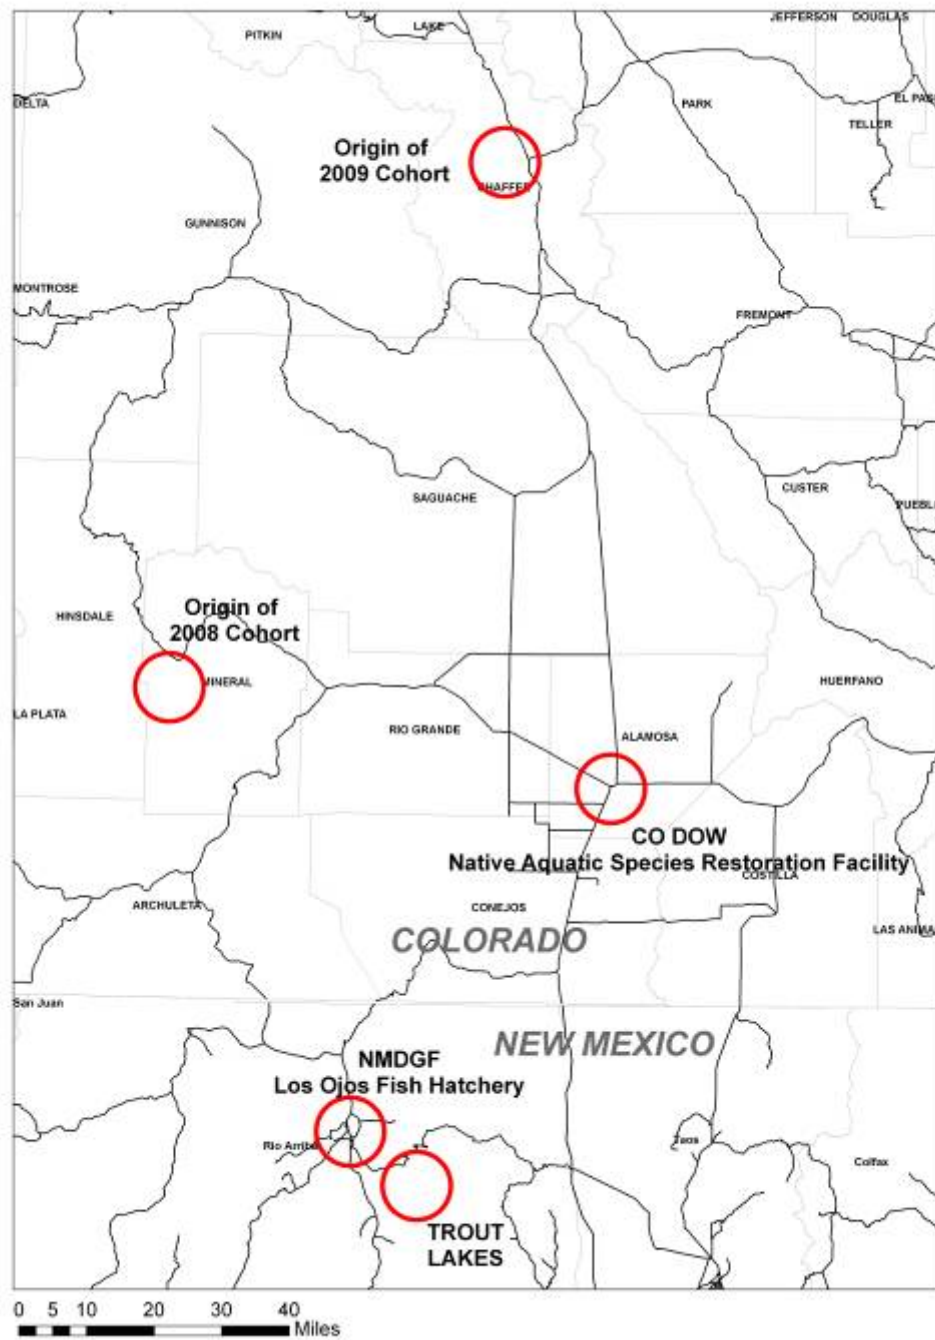 JEFFERSON DOUGLAS
LAKE
PITKIN
DELTA
PARK
EL PAS
TELLER
Origin of
2009 Cohort
CHAFFEE
GUNNISON
MONTROSE
FREMONT
CUSTER
SAGUACHE
PUEBL
Origin of
2008 Cohort
HINSDALE
MINERAL
HUERFANO
LA PLATA
RIO GRANDE
ALAMOSA
CO DOW
Native Aquatic Species Restoration Facility
COSTILLA
ARCHULETA
CONEJOS
LAS ANIMA
COLORADO
San Juan
NEW MEXICO
NMDGF
Los Ojos Fish Hatchery
Rio Arriba
Taos
Colfax
TROUT
LAKES
0 5 10 20 30 40
Miles